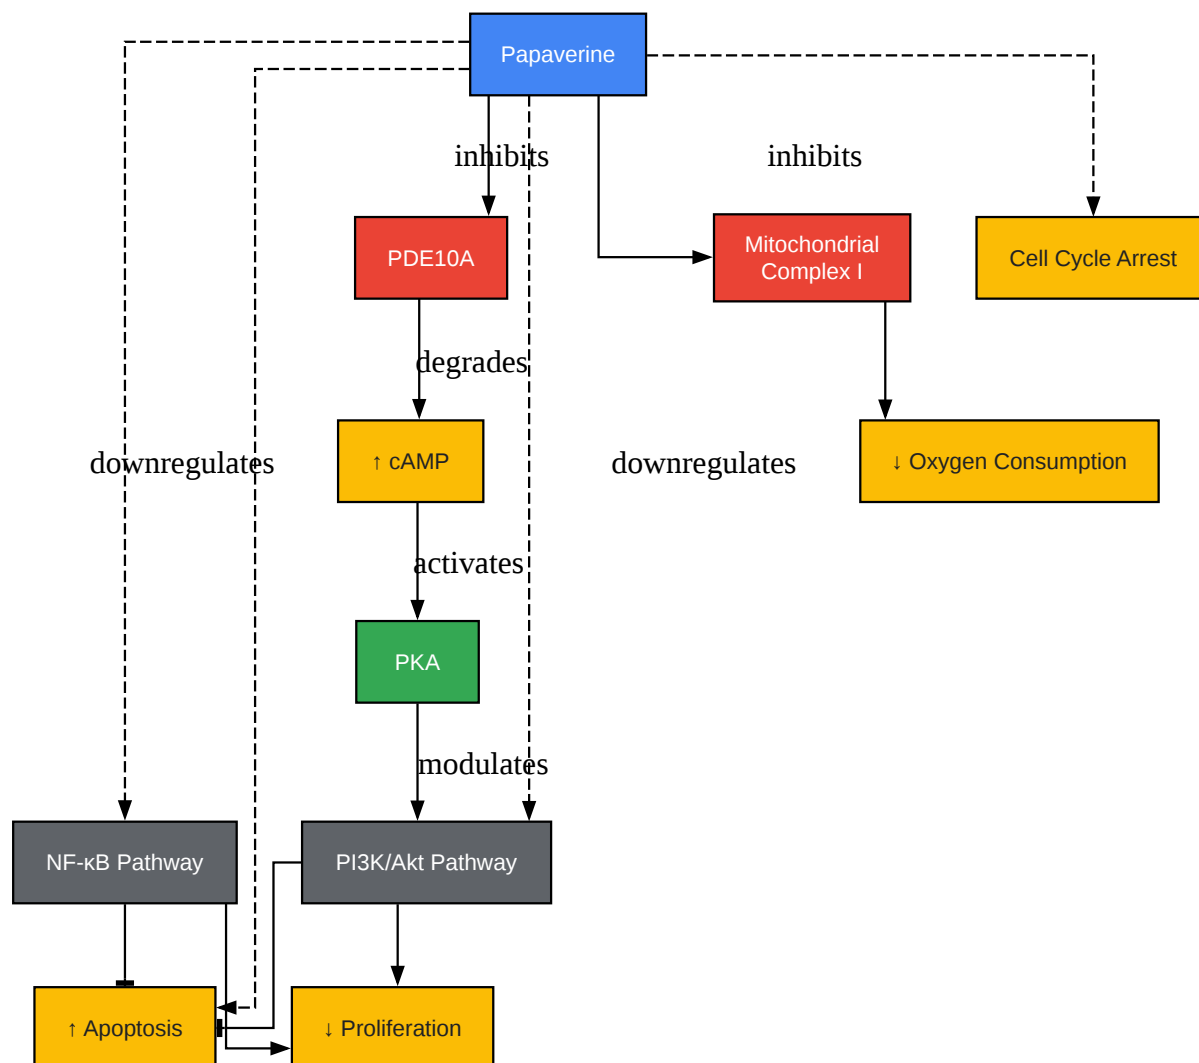 Papaverine
inhibits
inhibits
PDE10A
Mitochondrial
Complex I
Cell Cycle Arrest
degrades
↑ cAMP
downregulates
downregulates
↓ Oxygen Consumption
activates
PKA
modulates
NF-κB Pathway
PI3K/Akt Pathway
↑ Apoptosis
↓ Proliferation